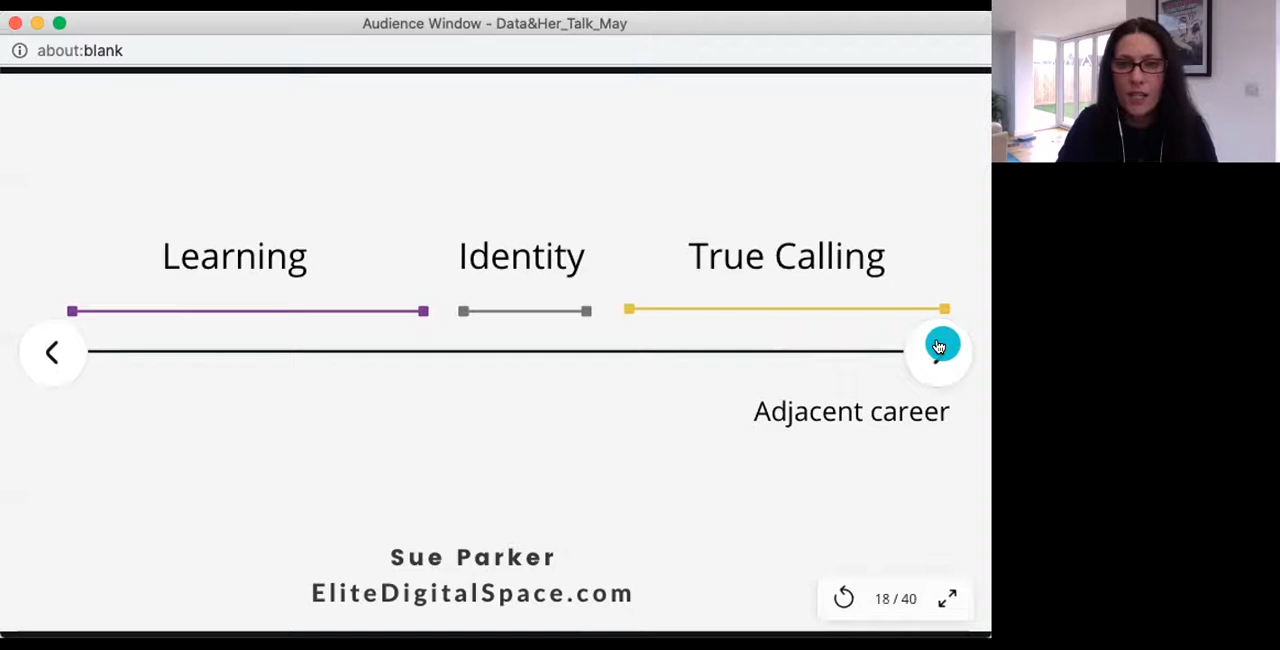 Audience Window - Data&Her_Talk_May
about:blank
Learning
Identity
True Calling
Adjacent career
Sue Parker
EliteDigitalSpace.com
18 / 40